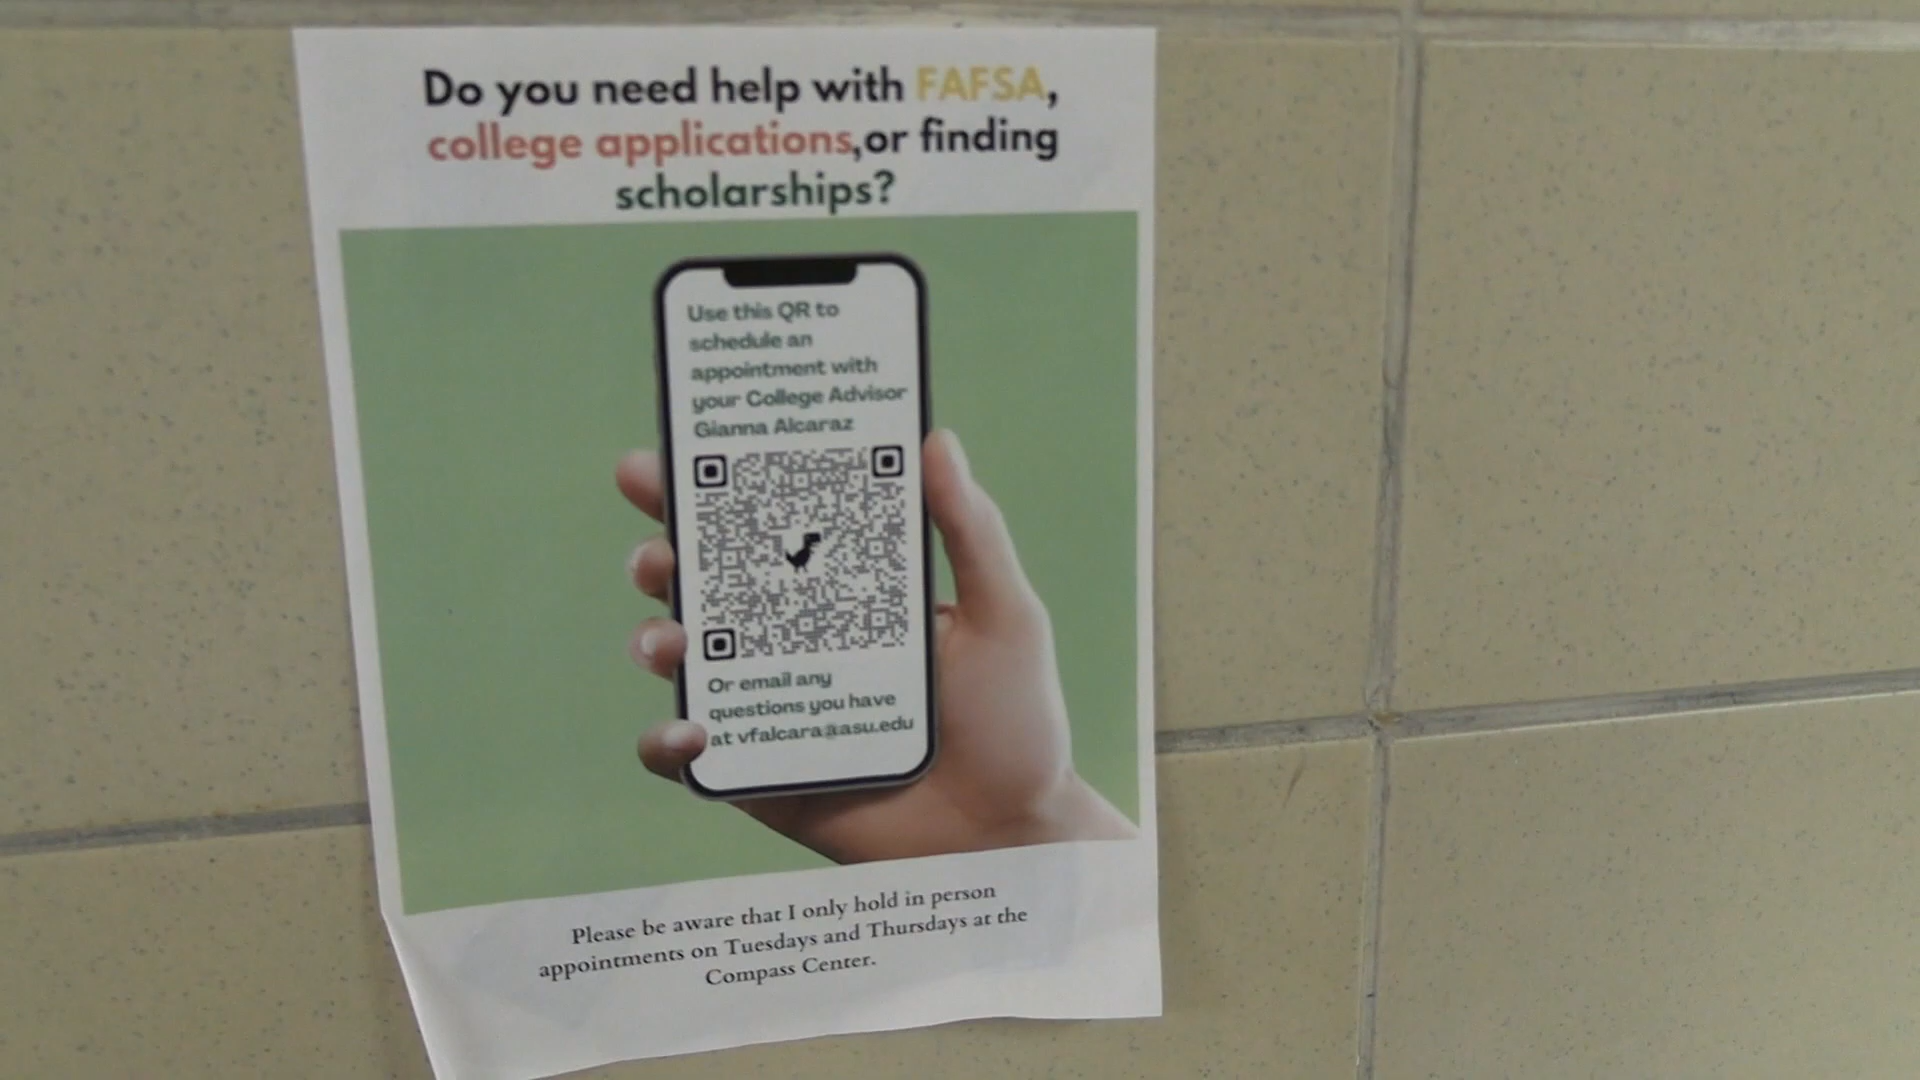 Do you need help with FAFSA,
college applications,or finding
scholarships?
Use this QR to
schedule an
appointment with
your College Advisor
Gianna Alcaraz
Or email any
questions you have
at vfalcara@asu.edu
Please be aware that I only hold in person
appointments on Tuesdays and Thursdays at the
Compass Center.